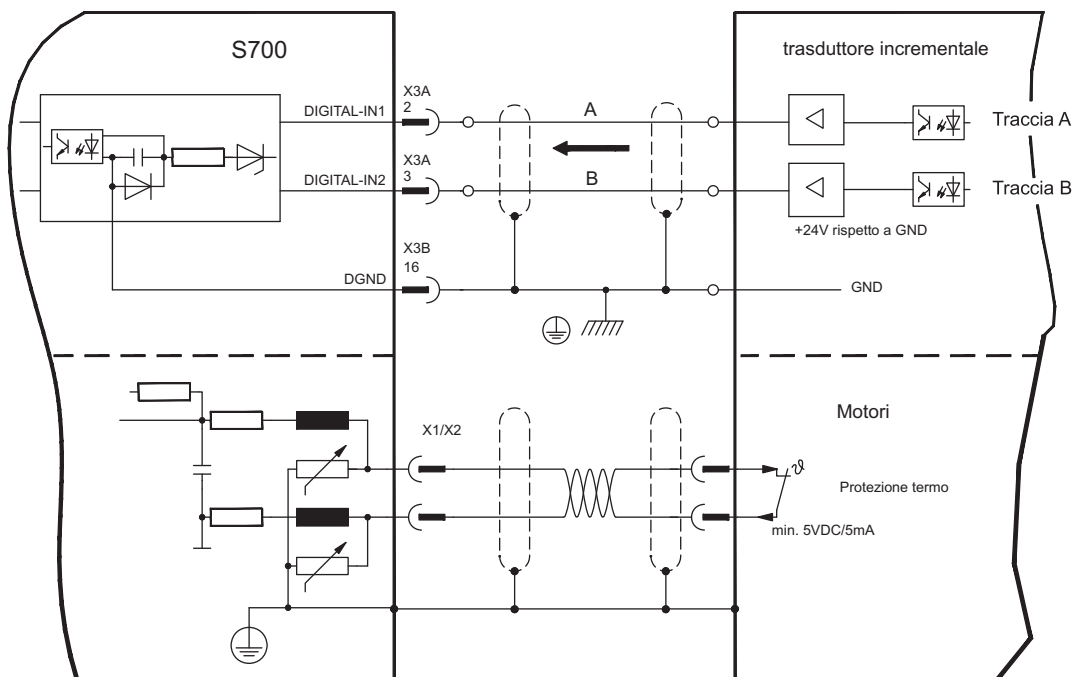 S700
trasduttore incrementale
DIGITAL-IN1
X3A
2
A
Traccia A
DIGITAL-IN2
X3A
3
B
Traccia B
+24V rispetto a GND
X3B
16
DGND
GND
Motori
X1/X2
ϑ
Protezione termo
min. 5VDC/5mA